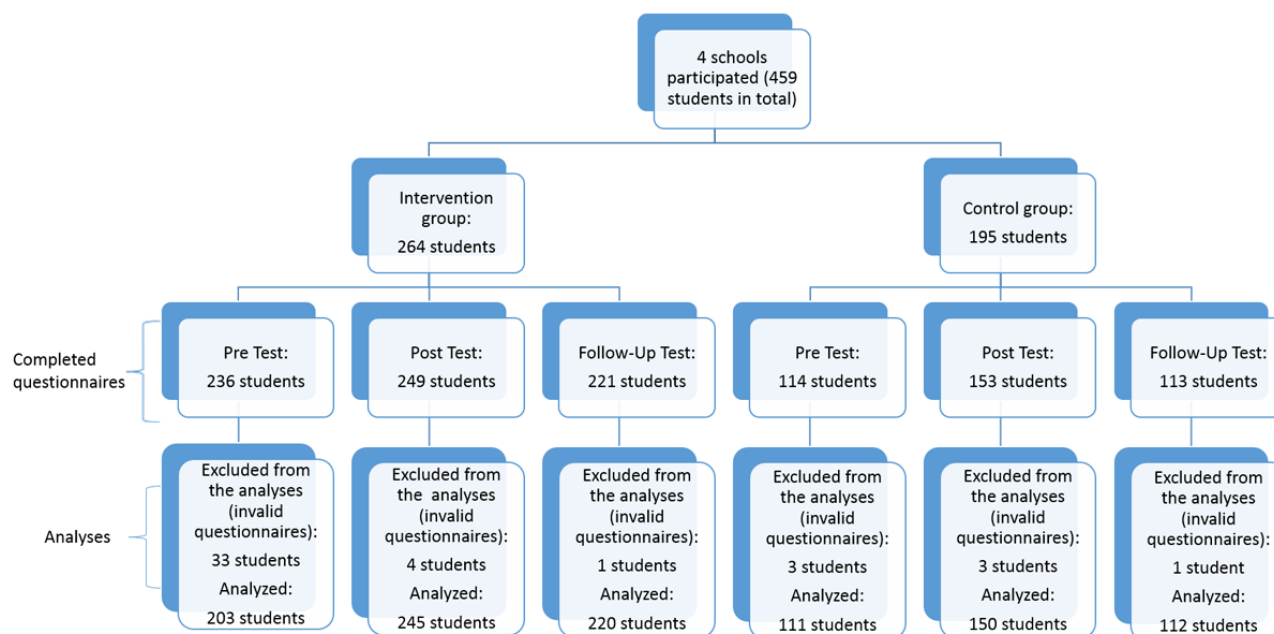 4 schools
participated (459
students in total)
Intervention
group:
264 students
Control group:
195 students
Completed
questionnaires
Pre Test:
236 students
Post Test:
249 students
Follow-Up Test:
221 students
Pre Test:
114 students
Post Test:
153 students
Follow-Up Test:
113 students
Analyses
Excluded from
the analyses
(invalid
questionnaires):
33 students
Analyzed:
203 students
Excluded from
the analyses
(invalid
questionnaires):
4 students
Analyzed:
245 students
Excluded from
the analyses
(invalid
questionnaires):
1 students
Analyzed:
220 students
Excluded from
the analyses
(invalid
questionnaires):
3 students
Analyzed:
111 students
Excluded from
the analyses
(invalid
questionnaires):
3 students
Analyzed:
150 students
Excluded from
the analyses
(invalid
questionnaires):
1 student
Analyzed:
112 students